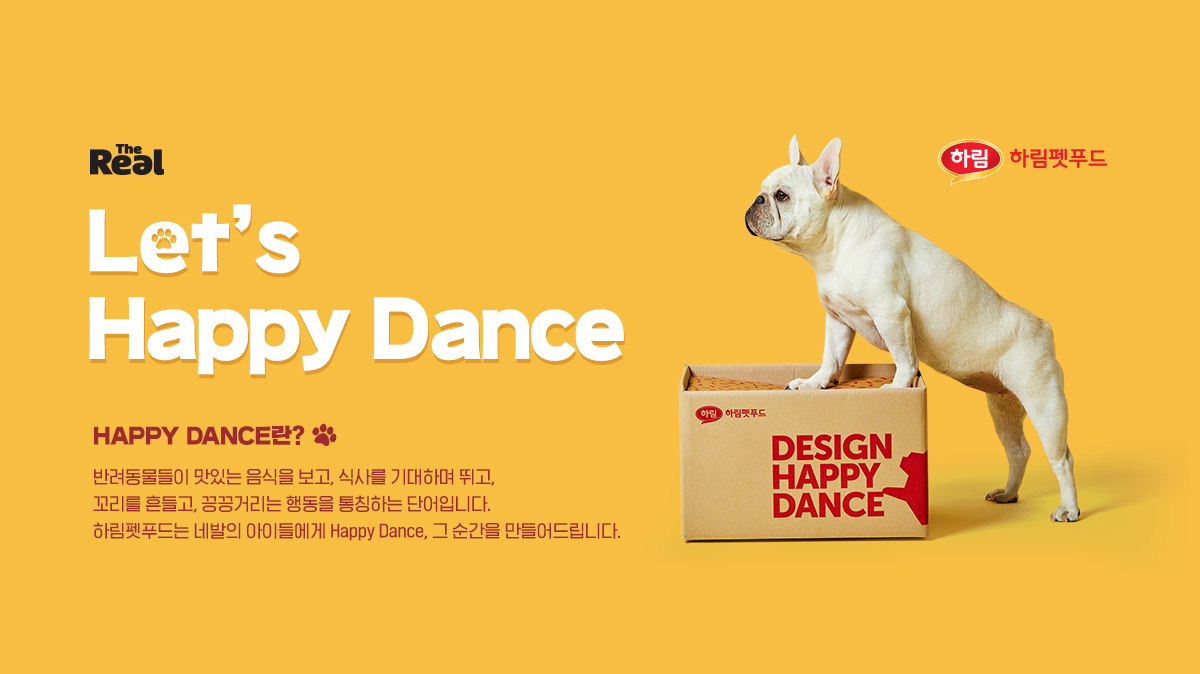 The
Real
Let's
Happy Dance
HAPPY DANCE란?
반려동물들이 맛있는 음식을 보고, 식사를 기대하며 뛰고,
꼬리를 흔들고, 끙끙거리는 행동을 통칭하는 단어입니다.
하림펫푸드는 네발의 아이들에게 Happy Dance, 그 순간을 만들어드립니다.
하림 하림펫푸드
하림 하림펫푸드
DESIGN
HAPPY
DANCE